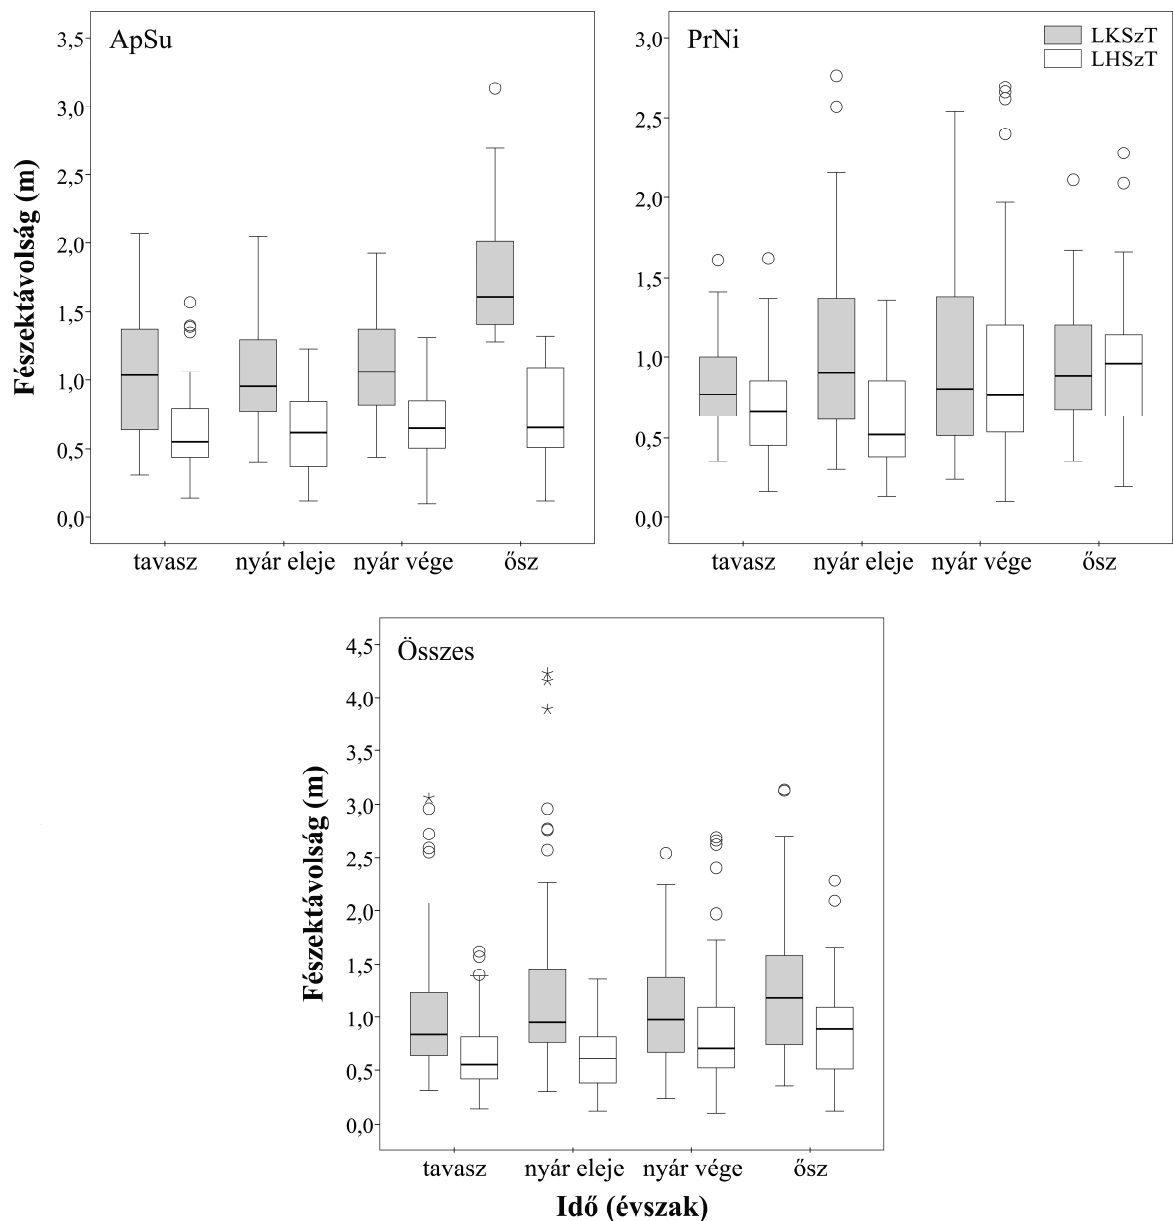 ApSu
3,5
3,0
2,5
2,0
1,5
1,0
0,5
0,0
Fészektávolság (m)
tavasz nyár eleje nyár vége ősz
PrNi
LKSzT
LHSzT
3,0
2,5
2,0
1,5
1,0
0,5
0,0
tavasz nyár eleje nyár vége ősz
Összes
4,5
4,0
3,5
3,0
2,5
2,0
1,5
1,0
0,5
0,0
Fészektávolság (m)
tavasz nyár eleje nyár vége ősz
Idő (évszak)